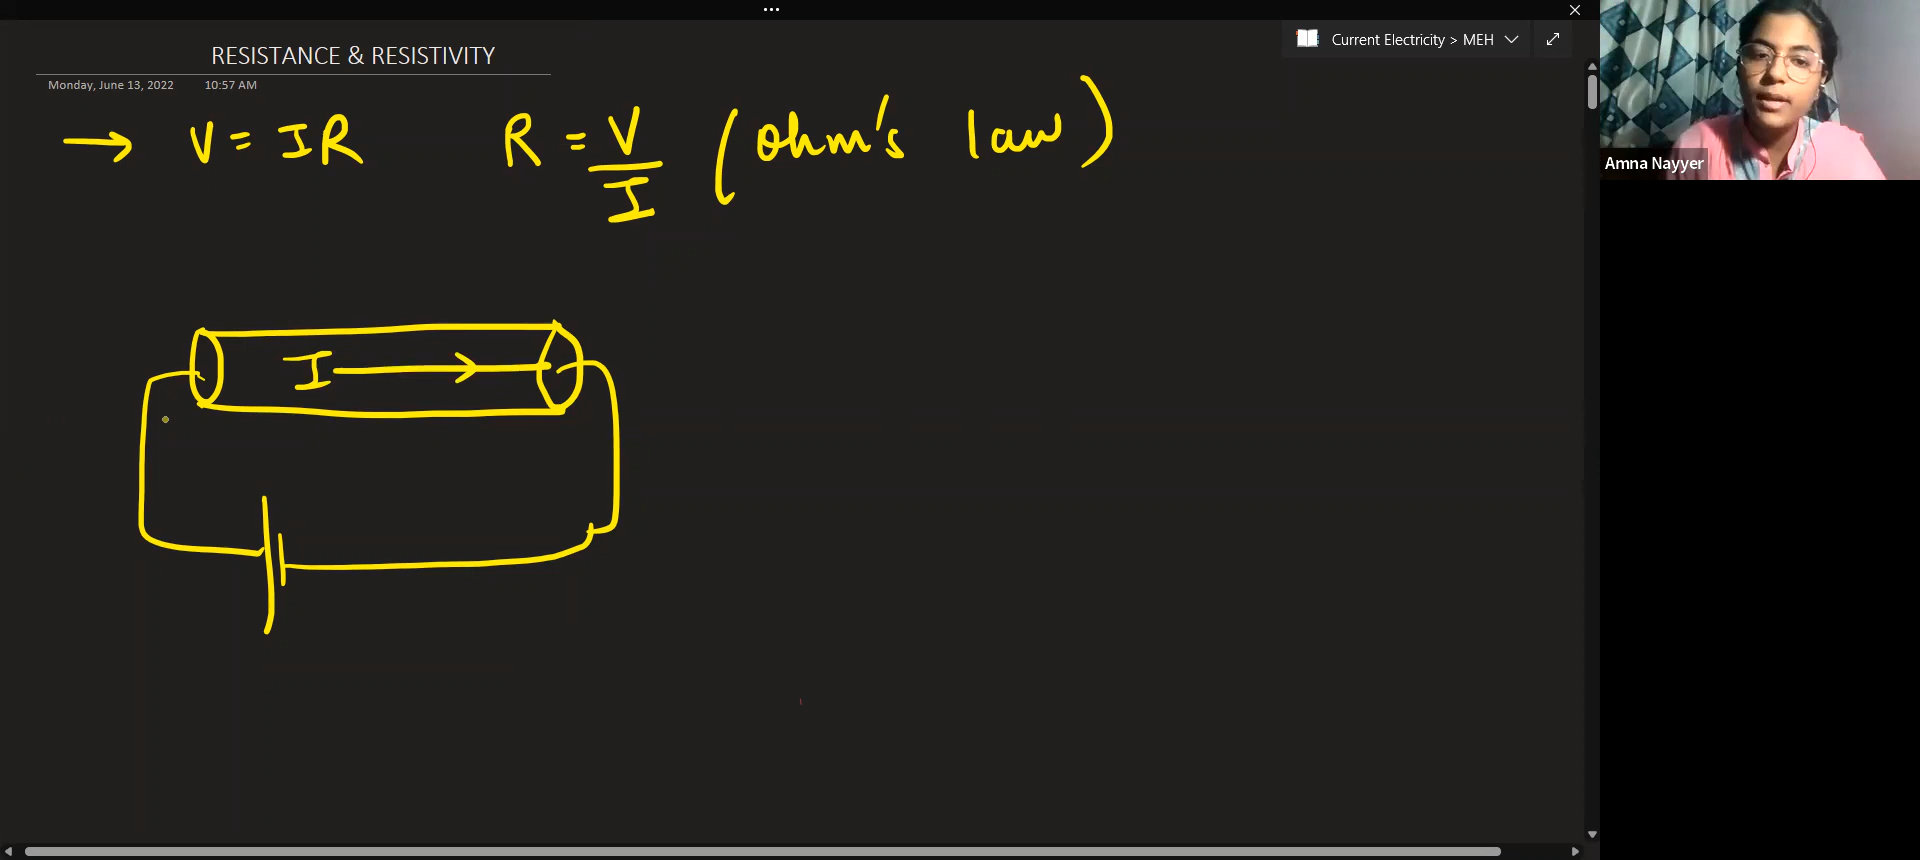 RESISTANCE & RESISTIVITY
Current Electricity > MEH
Monday, June 13, 2022 10:57 AM
→ V = IR R = V/I (ohm's law)
Amna Nayyer
I